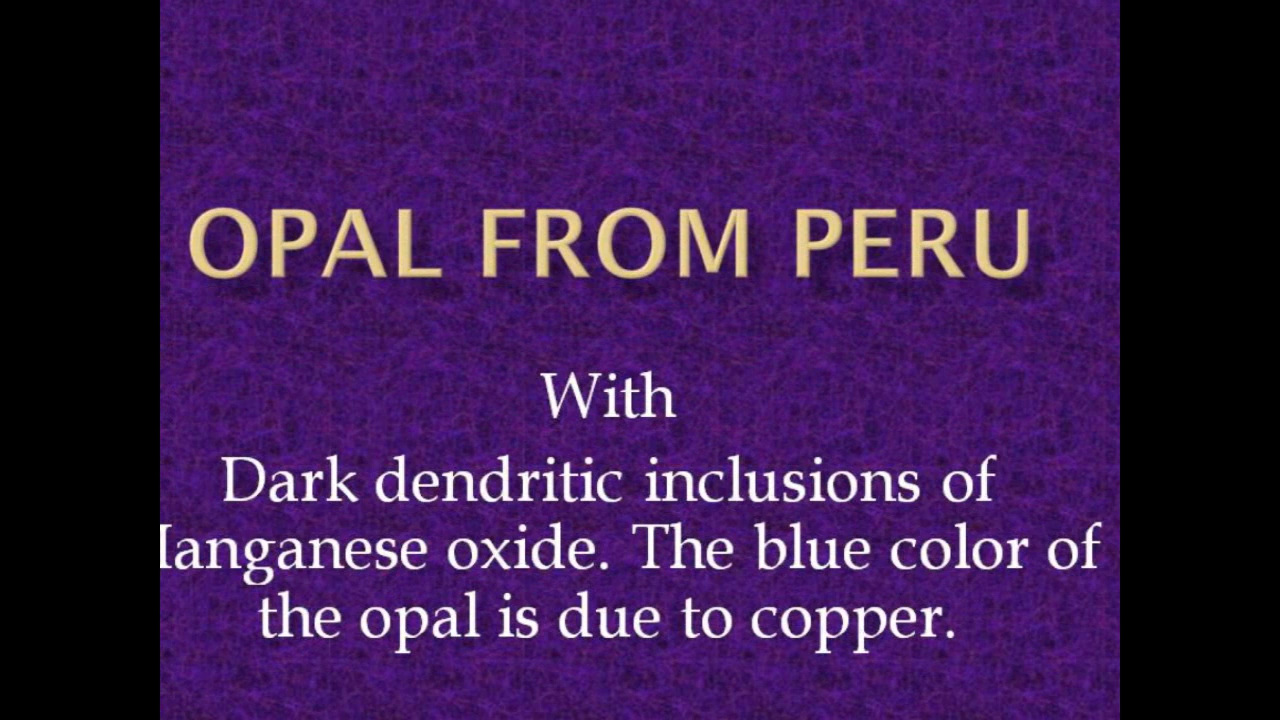 OPAL FROM PERU
With
Dark dendritic inclusions of
anganese oxide. The blue color of
the opal is due to copper.